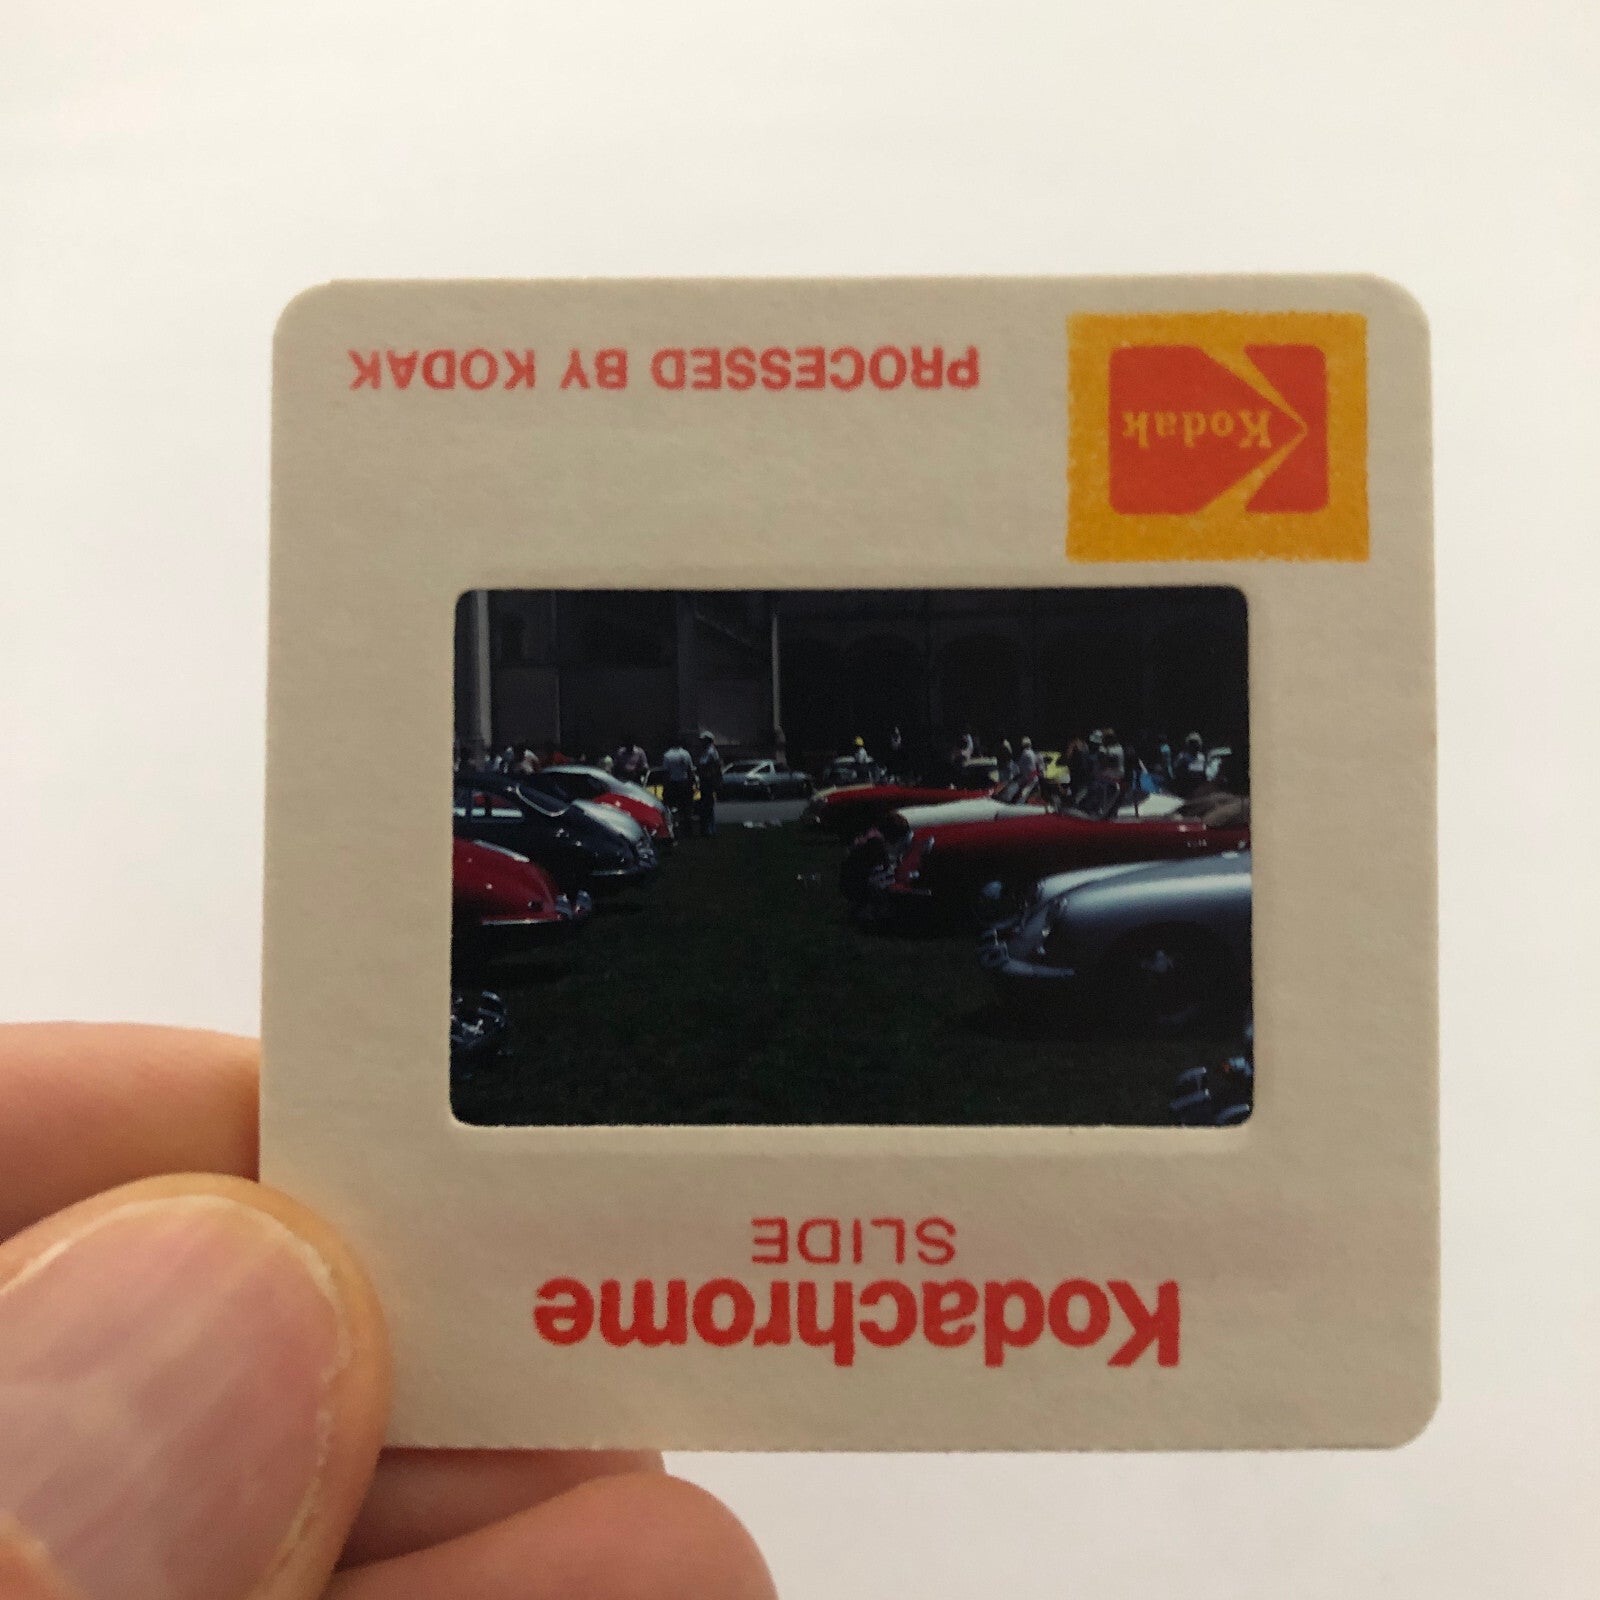 Kodachrome
SLIDE
Kodak
PROCESSED BY KODAK